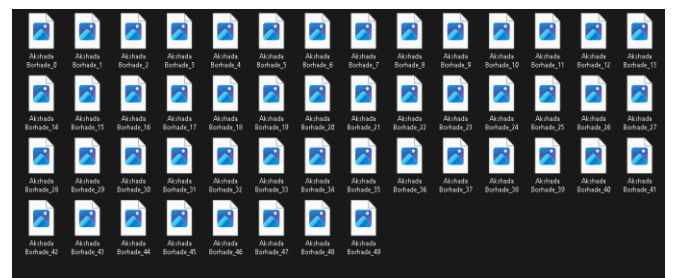 Akshada
Borhade_0
Akshada
Borhade_1
Akshada
Borhade_2
Akshada
Borhade_3
Akshada
Borhade_4
Akshada
Borhade_5
Akshada
Borhade_6
Akshada
Borhade_7
Akshada
Borhade_8
Akshada
Borhade_9
Akshada
Borhade_10
Akshada
Borhade_11
Akshada
Borhade_12
Akshada
Borhade_13
Akshada
Borhade_14
Akshada
Borhade_15
Akshada
Borhade_16
Akshada
Borhade_17
Akshada
Borhade_18
Akshada
Borhade_19
Akshada
Borhade_20
Akshada
Borhade_21
Akshada
Borhade_22
Akshada
Borhade_23
Akshada
Borhade_24
Akshada
Borhade_25
Akshada
Borhade_26
Akshada
Borhade_27
Akshada
Borhade_28
Akshada
Borhade_29
Akshada
Borhade_30
Akshada
Borhade_31
Akshada
Borhade_32
Akshada
Borhade_33
Akshada
Borhade_34
Akshada
Borhade_35
Akshada
Borhade_36
Akshada
Borhade_37
Akshada
Borhade_38
Akshada
Borhade_39
Akshada
Borhade_40
Akshada
Borhade_41
Akshada
Borhade_42
Akshada
Borhade_43
Akshada
Borhade_44
Akshada
Borhade_45
Akshada
Borhade_46
Akshada
Borhade_47
Akshada
Borhade_48
Akshada
Borhade_49